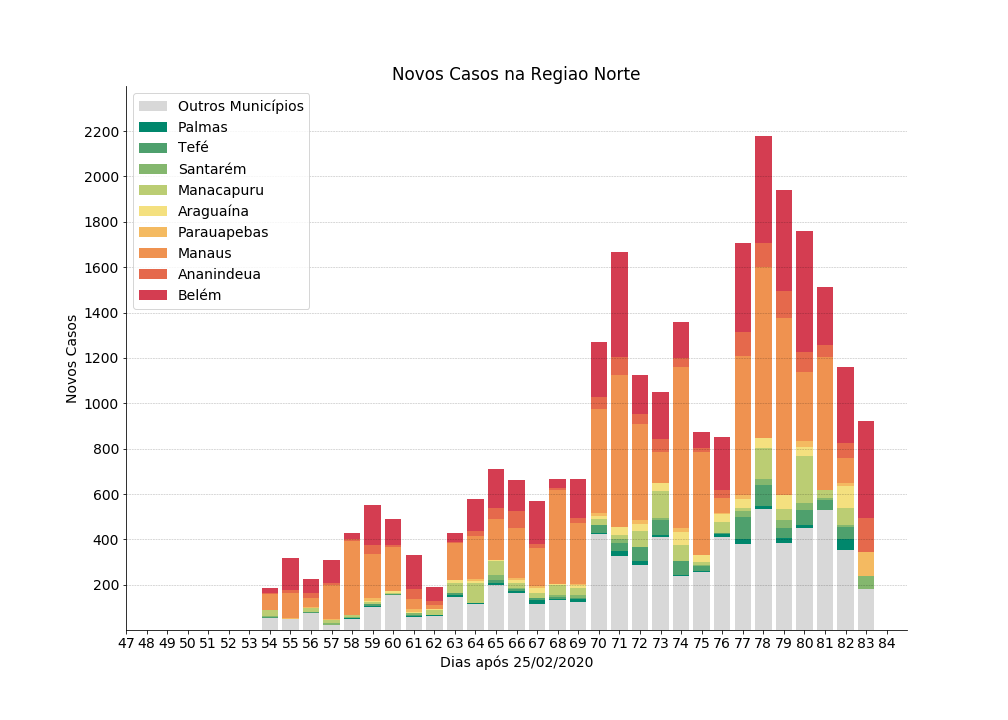 Novos Casos na Regiao Norte
Outros Municípios
Palmas
Tefé
Santarém
Manacapuru
Araguaína
Parauapebas
Manaus
Ananindeua
Belém
Novos Casos
2200
2000
1800
1600
1400
1200
1000
800
600
400
200
47 48 49 50 51 52 53 54 55 56 57 58 59 60 61 62 63 64 65 66 67 68 69 70 71 72 73 74 75 76 77 78 79 80 81 82 83 84
Dias após 25/02/2020